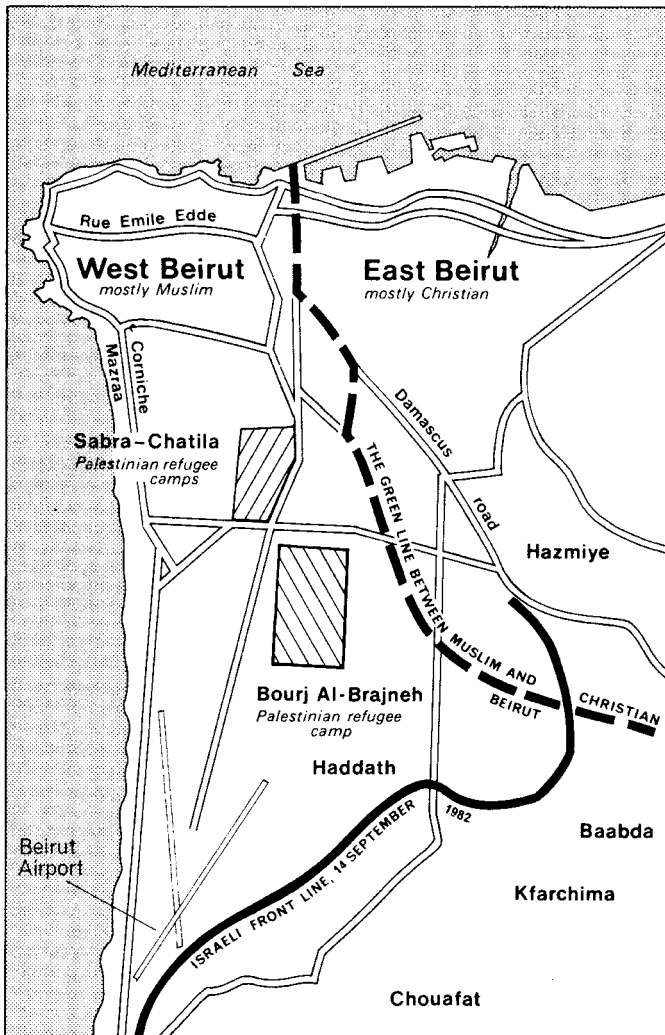 Mediterranean Sea
Rue Emile Edde
West Beirut
mostly Muslim
East Beirut
mostly Christian
Corniche
Mazraa
Damascus
road
Sabra-Chatila
Palestinian refugee
camps
THE GREEN LINE BETWEEN MUSLIM AND CHRISTIAN
BEIRUT
Hazmiye
Bourj Al-Brajneh
Palestinian refugee
camp
Haddath
ISRAELI FRONT LINE, 14 SEPTEMBER 1982
Beirut
Airport
Baabda
Kfarchima
Chouafat